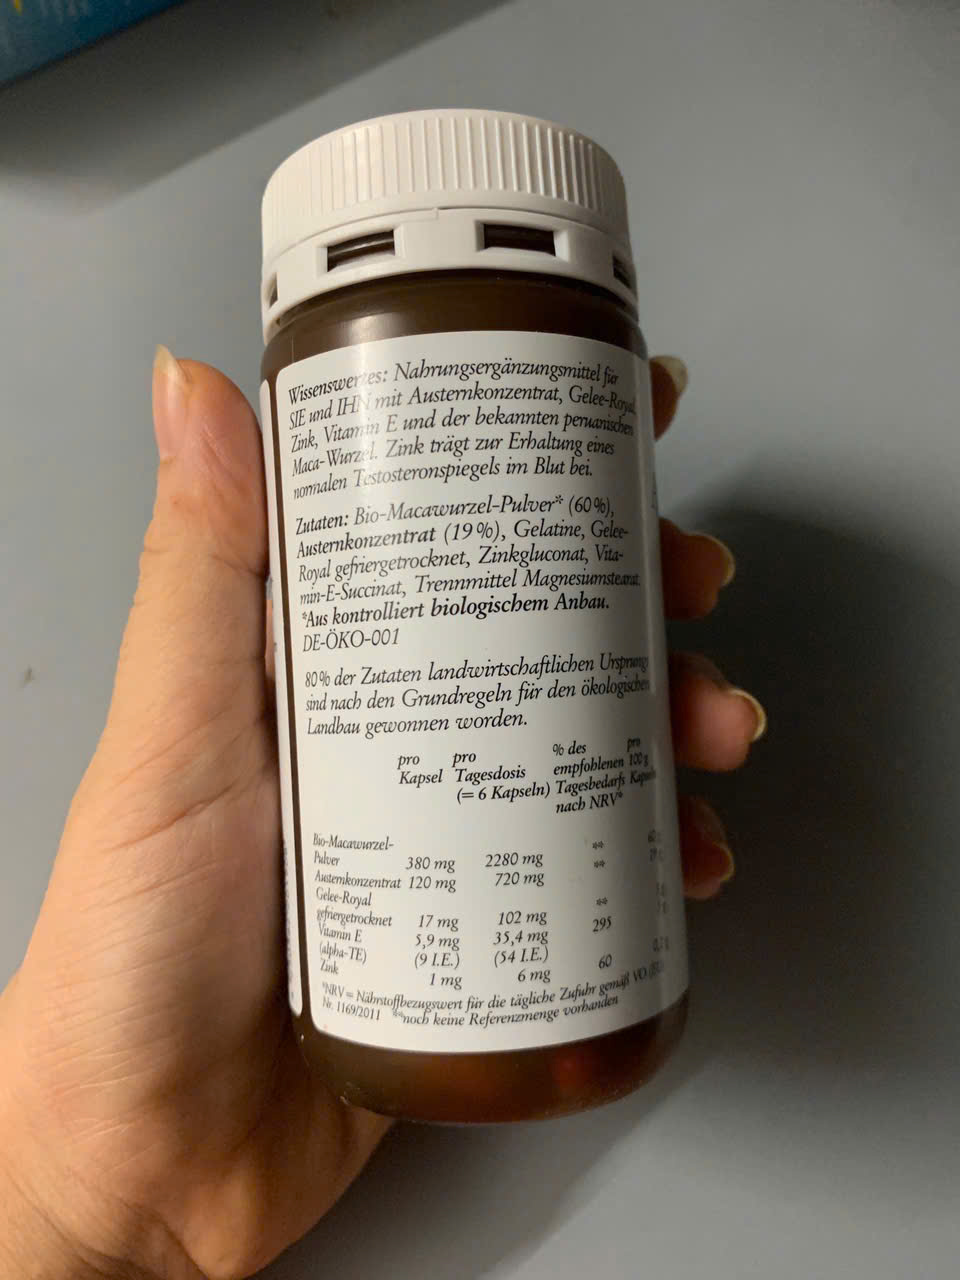 Wissenswertes: Nahrungsergänzungsmittel für
SIE und IHN mit Austernkonzentrat, Gelee-Royal,
Zink, Vitamin E und der bekannten peruanischen
Maca-Wurzel. Zink trägt zur Erhaltung eines
normalen Testosteronspiegels im Blut bei.
Zutaten: Bio-Macawurzel-Pulver* (60%),
Austernkonzentrat (19%), Gelatine, Gelee-
Royal gefriergetrocknet, Zinkgluconat, Vita-
min-E-Succinat, Trennmittel Magnesiumstearat.
*Aus kontrolliert biologischem Anbau.
DE-ÖKO-001
80% der Zutaten landwirtschaftlichen Ursprungs
sind nach den Grundregeln für den ökologischen
Landbau gewonnen worden.
pro Kapsel
pro Tagesdosis (= 6 Kapseln)
% des empfohlenen Tagesbedarfs nach NRV*
pro 100 g
Bio-Macawurzel-
Pulver 380 mg 2280 mg **
Austernkonzentrat 120 mg 720 mg **
Gelee-Royal
gefriergetrocknet 17 mg 102 mg **
Vitamin E 5,9 mg 35,4 mg 295
(alpha-TE) (9 I.E.) (54 I.E.)
Zink 1 mg 6 mg 60
*NRV = Nährstoffbezugswert für die tägliche Zufuhr gemäß VO
Nr. 1169/2011 **noch keine Referenzmenge vorhanden